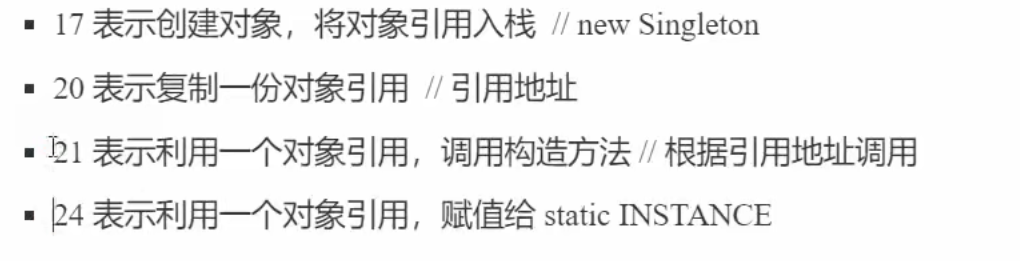 ▪ 17 表示创建对象，将对象引用入栈 // new Singleton
▪ 20 表示复制一份对象引用 // 引用地址
▪ 21 表示利用一个对象引用，调用构造方法 // 根据引用地址调用
▪ 24 表示利用一个对象引用，赋值给 static INSTANCE